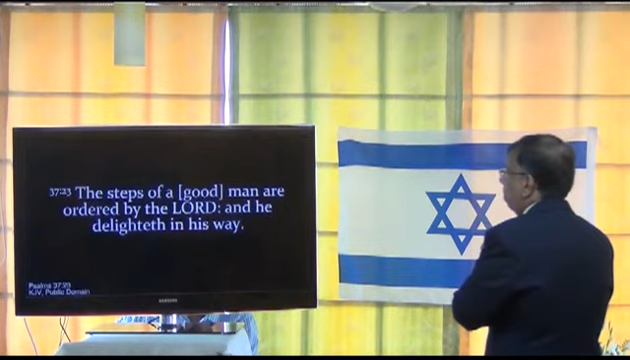 37:23 The steps of a [good] man are
ordered by the LORD: and he
delighteth in his way.
Psalms 37:23
KJV, Public Domain
SAMSUNG